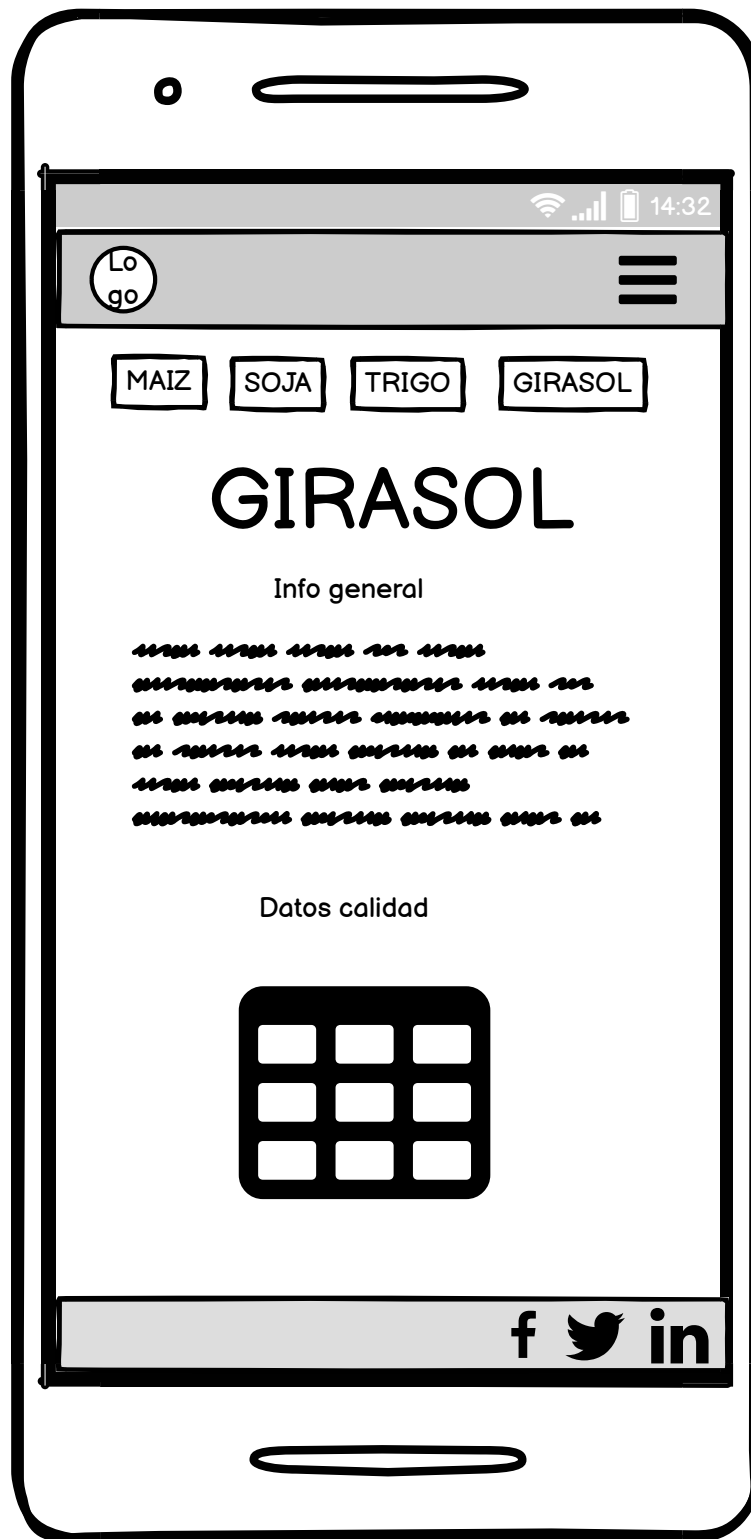 14:32
Lo
go
MAIZ SOJA TRIGO GIRASOL
GIRASOL
Info general
Datos calidad
f in